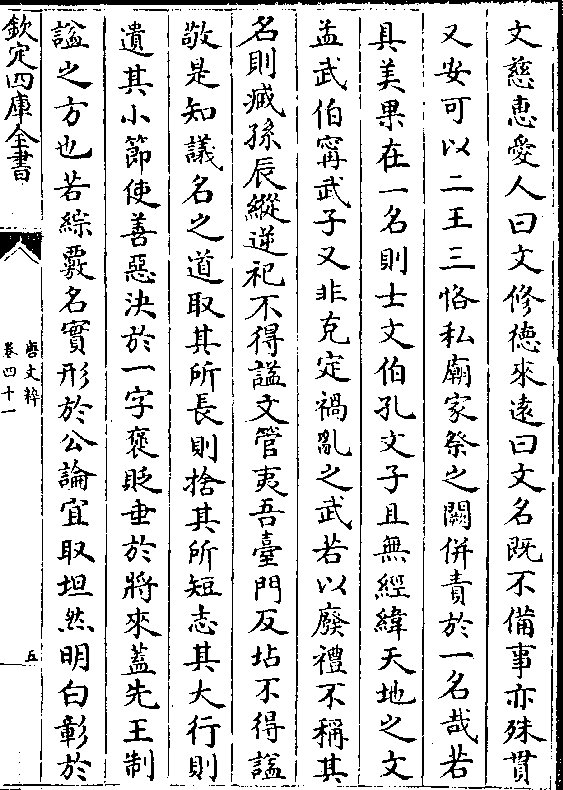 文慈惠愛人曰文修德來逺曰文名既不備事亦殊貫
又安可以二王三恪私廟家祭之闕併責於一名哉若
具美果在一名則士文伯孔文子且無經緯天地之文
孟武伯甯武子又非克定禍亂之武若以廢禮不稱其
名則臧孫辰縱逆祀不得諡文管夷吾臺門反坫不得諡
敬是知議名之道取其所長則捨其所短志其大行則
遺其小節使善惡決於一字褒貶垂於將來蓋先王制
諡之方也若綜覈名實形於公論宜取坦然明白彰於
欽定四庫全書
唐文粹
卷四十一
五